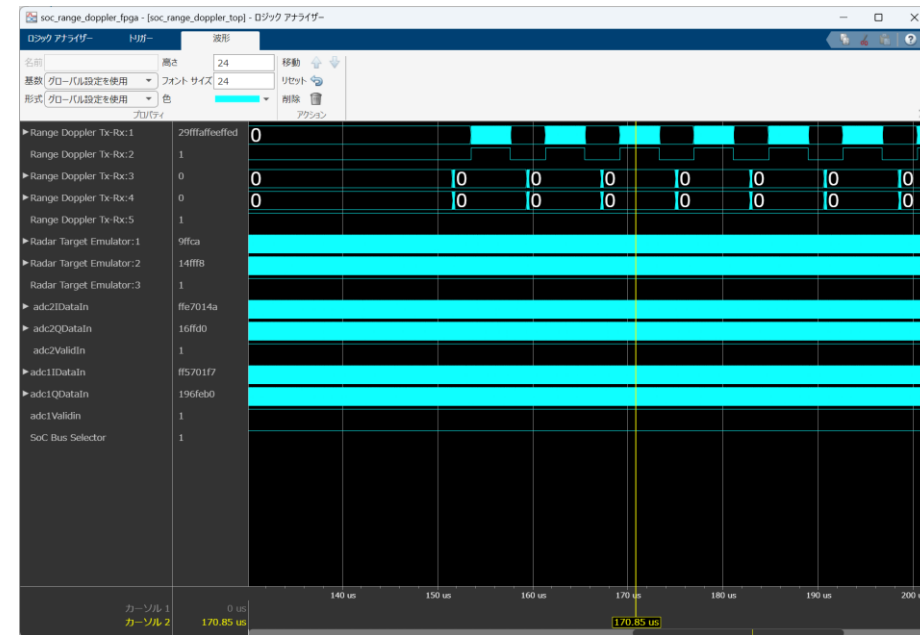 soc_range_doppler_fpga - [soc_range_doppler_top] - ロジック アナライザー
ロジック アナライザー トリガー 波形
名前 高さ 24 移動
基数 グローバル設定を使用 フォント サイズ 24 リセット
形式 グローバル設定を使用 色 削除
プロパティ アクション
Range Doppler Tx-Rx:1 29fffaffeeffed 0
Range Doppler Tx-Rx:2 1
Range Doppler Tx-Rx:3 0 0 0 0 0 0 0 0 0
Range Doppler Tx-Rx:4 0 0 0 0 0 0 0 0 0
Range Doppler Tx-Rx:5 1
Radar Target Emulator:1 9ffca
Radar Target Emulator:2 14fff8
Radar Target Emulator:3 1
adc2IDataIn ffe7014a
adc2QDataIn 16ffd0
adc2ValidIn 1
adc1IDataIn ff5701f7
adc1QDataIn 196feb0
adc1Validin 1
SoC Bus Selector 1
140 us 150 us 160 us 170 us 180 us 190 us 200
カーソル 1 0 us
カーソル 2 170.85 us 170.85 us